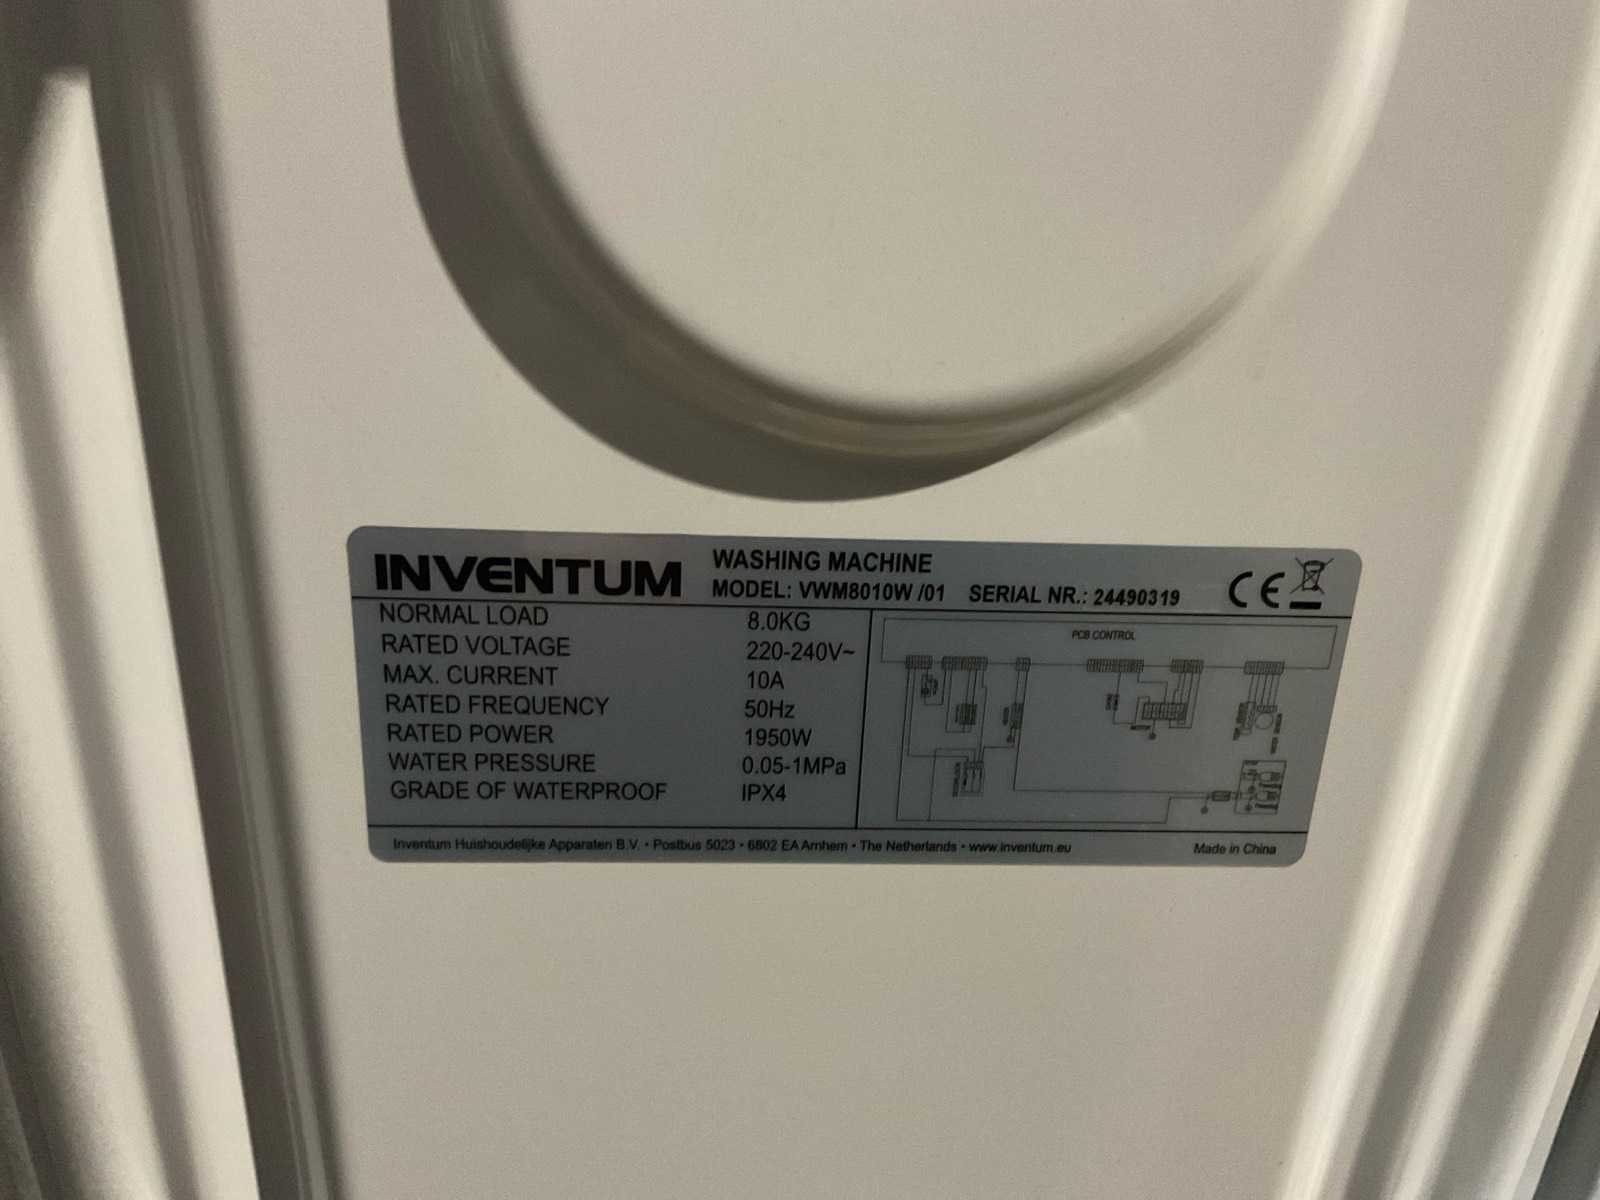 INVENTUM
WASHING MACHINE
MODEL: VWM8010W /01 SERIAL NR.: 24490319
CE
NORMAL LOAD 8.0KG
RATED VOLTAGE 220-240V~
MAX. CURRENT 10A
RATED FREQUENCY 50Hz
RATED POWER 1950W
WATER PRESSURE 0.05-1MPa
GRADE OF WATERPROOF IPX4
PCB CONTROL
Inventum Huishoudelijke Apparaten B.V. • Postbus 5023 • 6802 EA Arnhem • The Netherlands • www.inventum.eu
Made in China